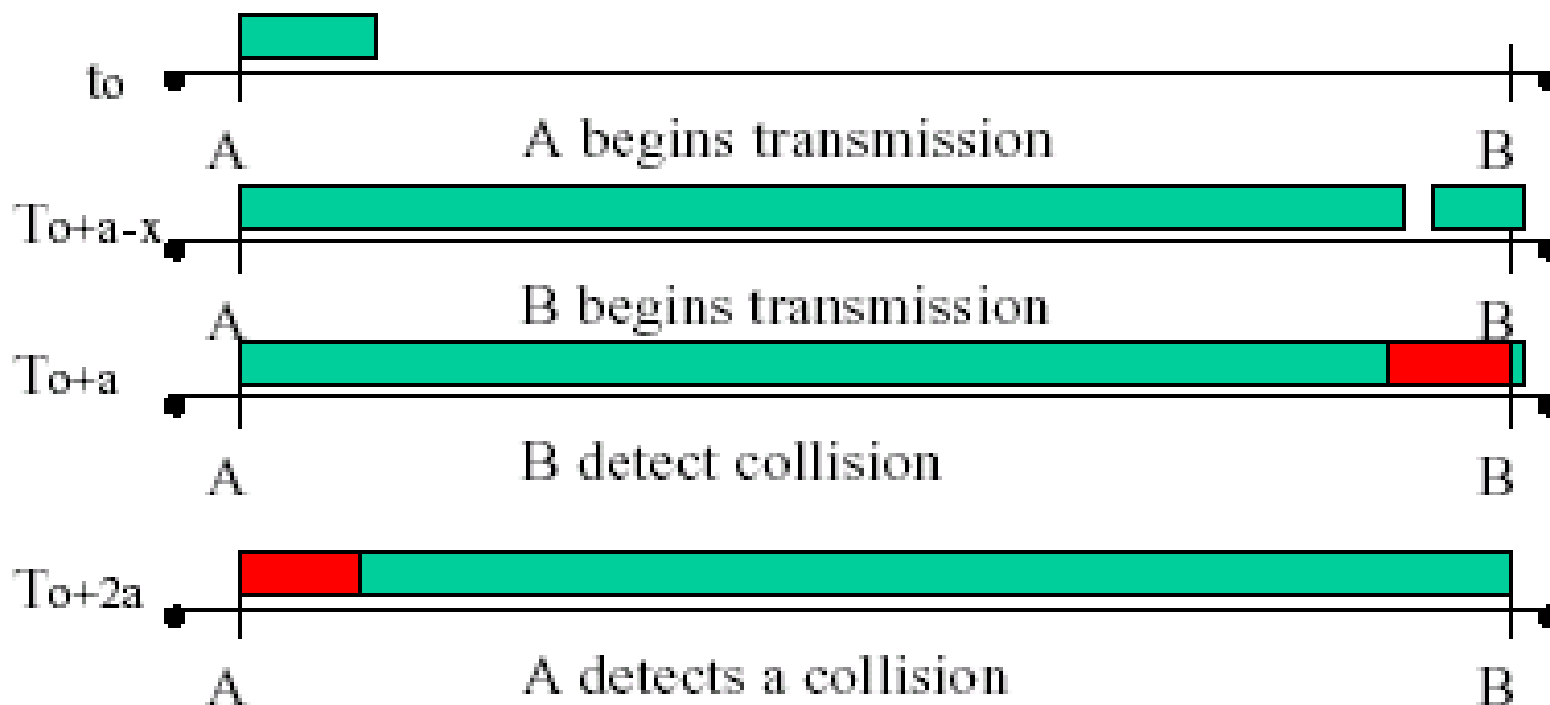 to
A A begins transmission B
To+a-x
A B begins transmission B
To+a
A B detect collision B
To+2a
A A detects a collision B